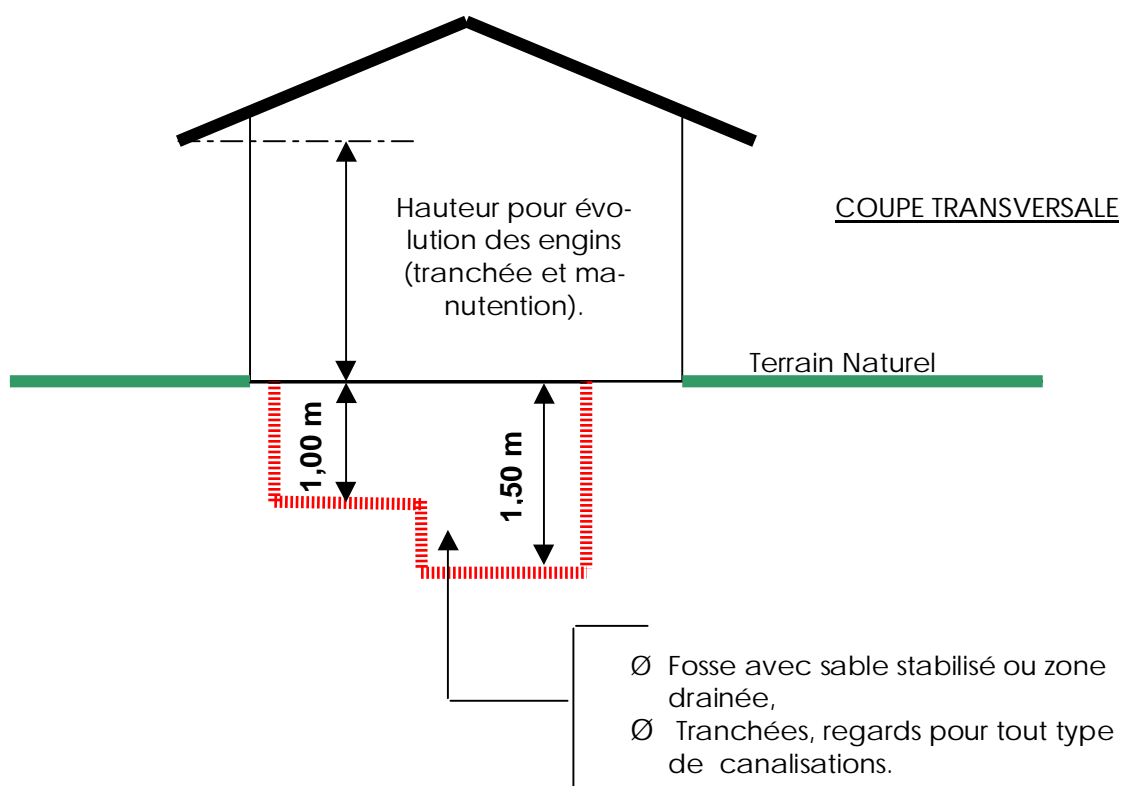 Hauteur pour évo-
lution des engins
(tranchée et ma-
nutention).
COUPE TRANSVERSALE
Terrain Naturel
1,00 m
1,50 m
Ø Fosse avec sable stabilisé ou zone
drainée,
Ø Tranchées, regards pour tout type
de canalisations.